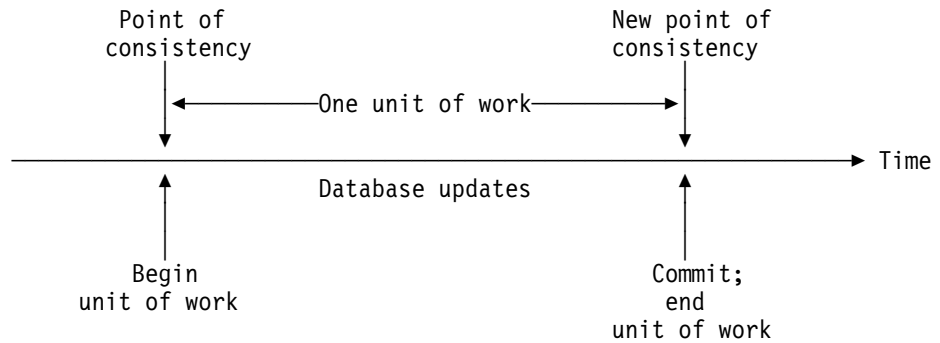 Point of
consistency
New point of
consistency
One unit of work
Time
Database updates
Begin
unit of work
Commit;
end
unit of work